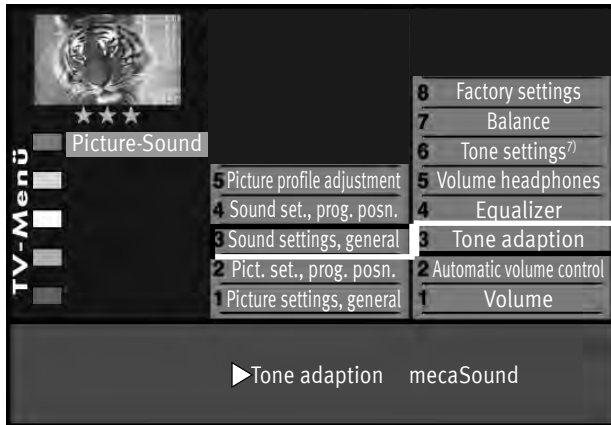 TV-Menü
Picture-Sound
5 Picture profile adjustment
4 Sound set., prog. posn.
3 Sound settings, general
2 Pict. set., prog. posn.
1 Picture settings, general
8 Factory settings
7 Balance
6 Tone settings7)
5 Volume headphones
4 Equalizer
3 Tone adaption
2 Automatic volume control
1 Volume
Tone adaption mecaSound